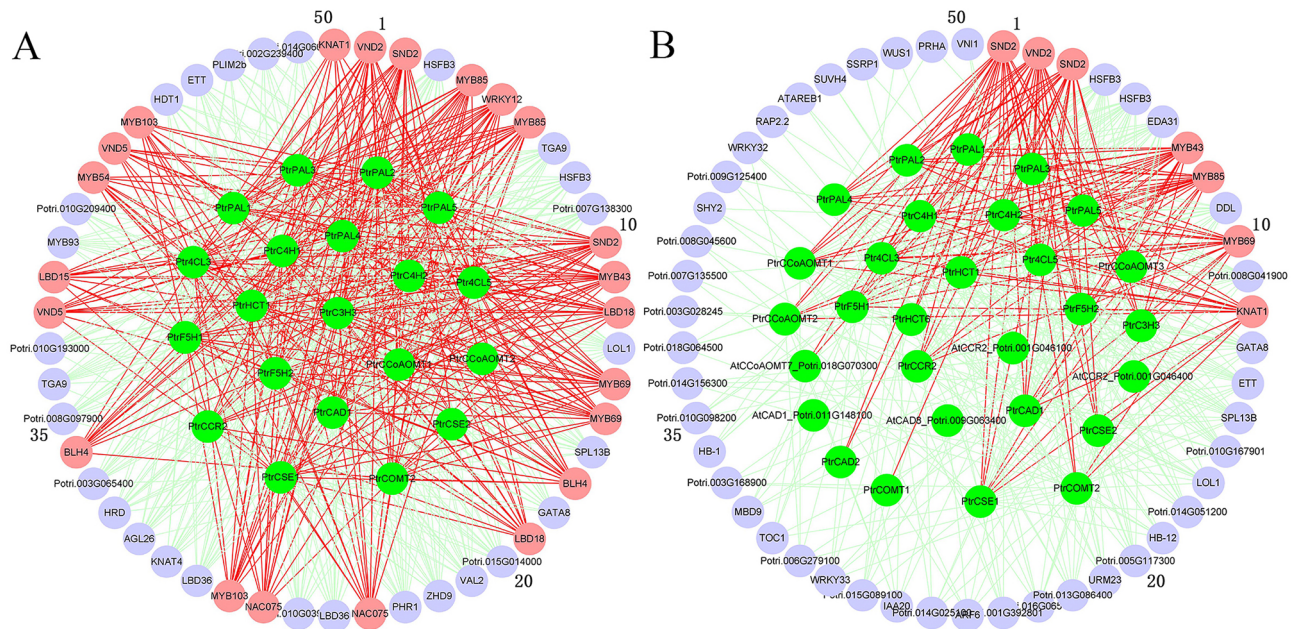 A
50
1
10
20
35
KNAT1
VND2
SND2
HSFB3
MYB85
WRKY12
MYB85
TGA9
HSFB3
Potri.007G138300
SND2
MYB43
LBD18
LOL1
MYB69
MYB69
SPL13B
BLH4
GATA8
LBD18
Potri.015G014000
VAL2
ZHD9
PHR1
NAC075
LBD36
NAC075
MYB103
LBD36
KNAT4
AGL26
HRD
Potri.003G065400
BLH4
Potri.008G097900
TGA9
Potri.010G193000
VND5
LBD15
MYB93
Potri.010G209400
MYB54
VND5
MYB103
HDT1
ETT
PLIM2b
PtrPAL3
PtrPAL2
PtrPAL1
PtrPAL5
PtrPAL4
PtrC4H1
Ptr4CL3
PtrC4H2
Ptr4CL5
PtrHCT1
PtrC3H3
PtrF5H1
PtrCCoAOMT1
PtrF5H2
PtrCAD1
PtrCSE2
PtrCCR2
PtrCSE1
PtrCOMT2
B
50
1
10
20
35
SND2
VND2
SND2
HSFB3
HSFB3
EDA31
MYB43
MYB85
DDL
MYB69
Potri.008G041900
KNAT1
GATA8
ETT
SPL13B
Potri.010G167901
LOL1
Potri.014G051200
HB-12
Potri.005G117300
URM23
Potri.013G086400
ARF6
IAA20
Potri.015G089100
WRKY33
Potri.006G279100
TOC1
MBD9
Potri.003G168900
HB-1
Potri.010G098200
Potri.014G156300
Potri.018G064500
Potri.003G028245
Potri.007G135500
Potri.008G045600
SHY2
Potri.009G125400
WRKY32
RAP2.2
ATAREB1
SUVH4
SSRP1
WUS1
PRHA
VNI1
PtrPAL1
PtrPAL2
PtrPAL3
PtrPAL4
PtrC4H1
PtrC4H2
PtrPAL5
PtrCCoAOMT1
Ptr4CL3
PtrHCT1
Ptr4CL5
PtrCCoAOMT3
PtrCCoAOMT2
PtrF5H1
PtrHCT6
PtrF5H2
PtrC3H3
AtCCR2_Potri.001G046100
AtCCoAOMT7_Potri.018G070300
PtrCCR2
AtCCR2_Potri.001G046400
AtCAD1_Potri.011G148100
PtrCAD1
PtrCSE2
PtrCAD2
PtrCOMT1
PtrCSE1
PtrCOMT2